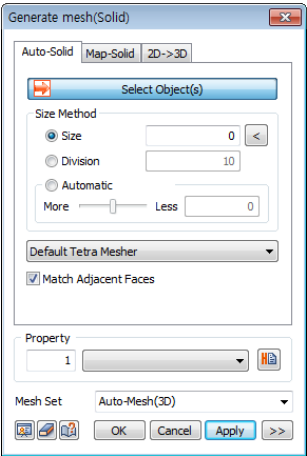 Generate mesh(Solid)
Auto-Solid Map-Solid 2D->3D
Select Object(s)
Size Method
Size 0 <
Division 10
Automatic
More Less 0
Default Tetra Mesher
Match Adjacent Faces
Property
1
Mesh Set Auto-Mesh(3D)
OK Cancel Apply >>